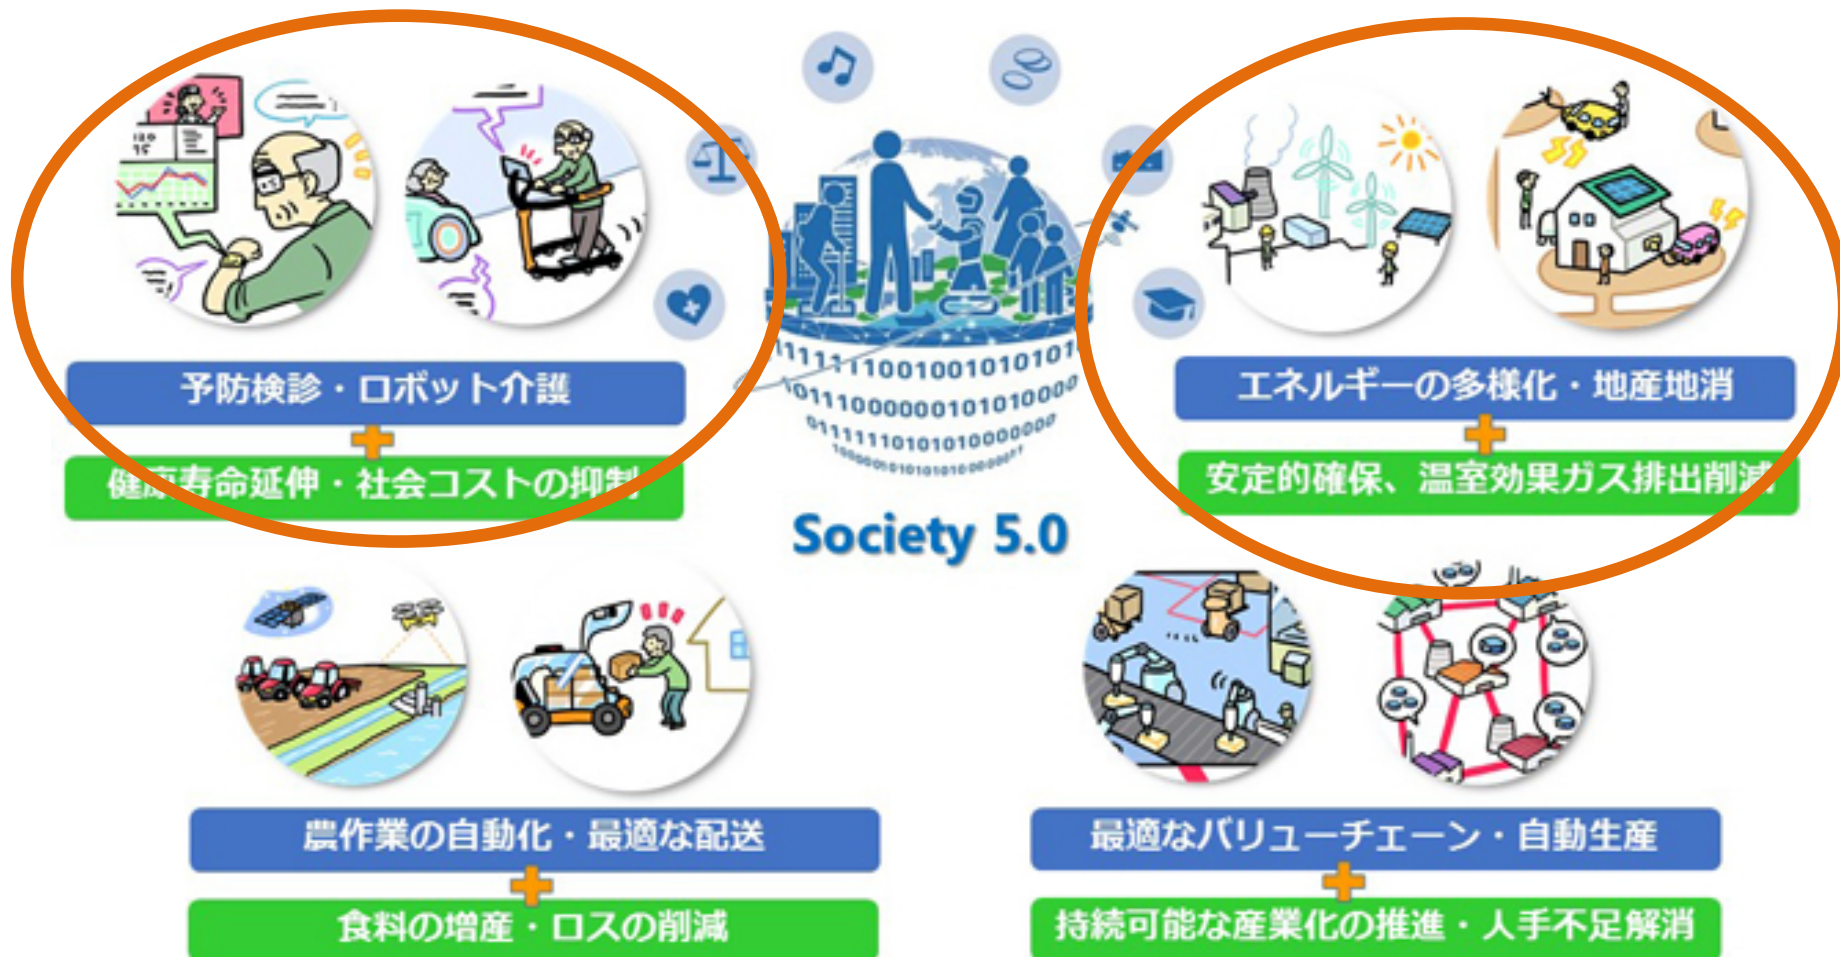 120
15
11111110010010101010
1011100000010101000
01111110101010000000
予防検診・ロボット介護
健康寿命延伸・社会コストの抑制
エネルギーの多様化・地産地消
安定的確保、温室効果ガス排出削減
Society 5.0
農作業の自動化・最適な配送
食料の増産・ロスの削減
最適なバリューチェーン・自動生産
持続可能な産業化の推進・人手不足解消